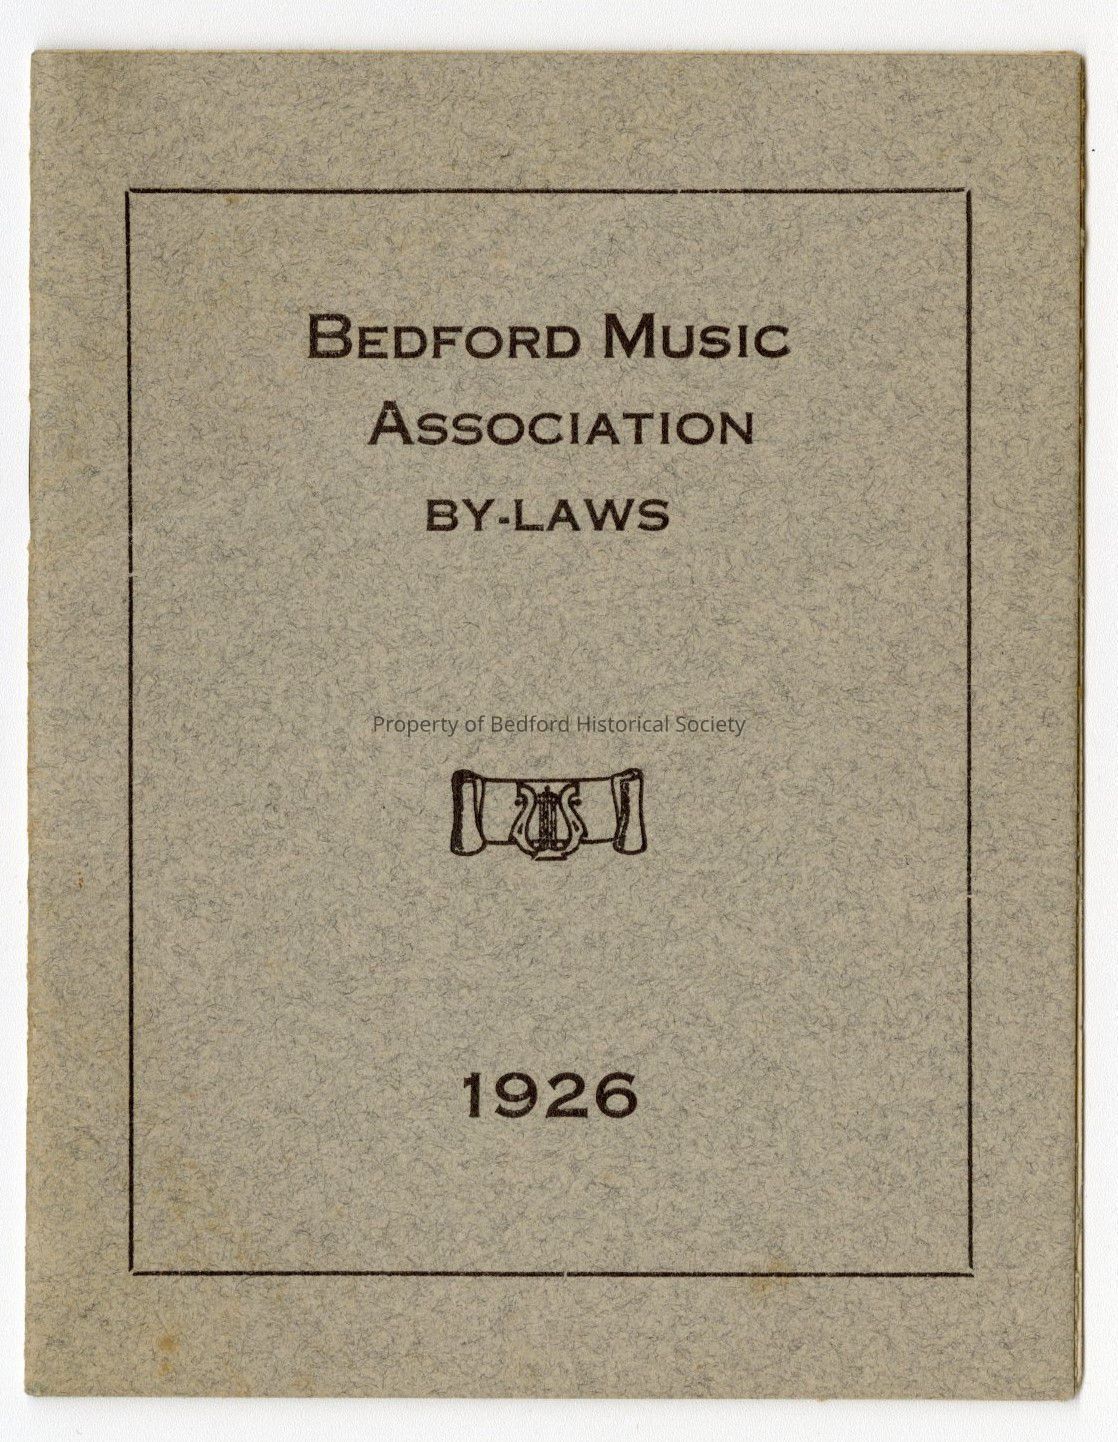 Bedford Music
Association
By-Laws
Property of Bedford Historical Society
1926